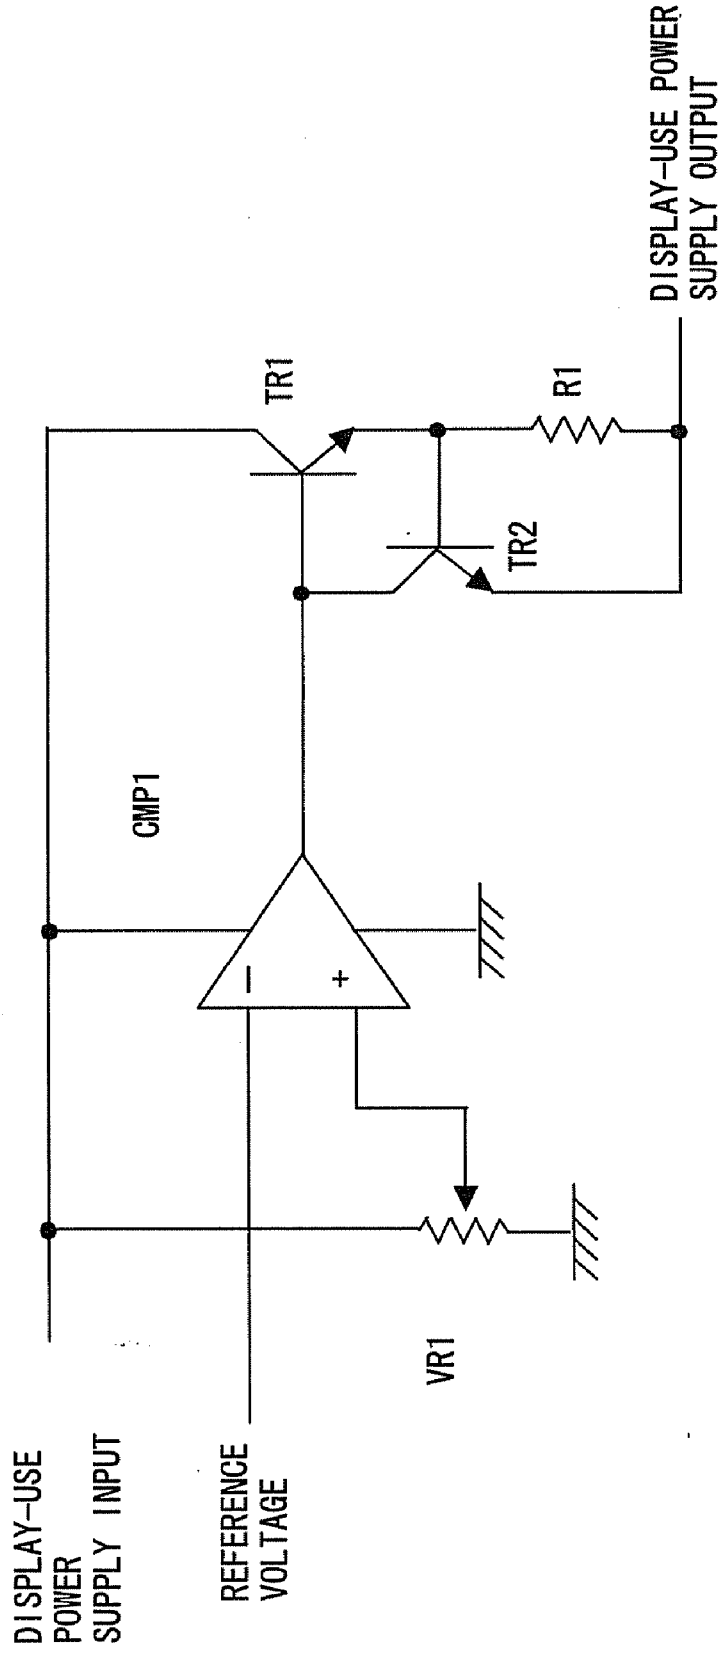 DISPLAY-USE
POWER
SUPPLY INPUT
REFERENCE
VOLTAGE
VR1
−
+
CMP1
TR1
TR2
R1
DISPLAY-USE POWER
SUPPLY OUTPUT